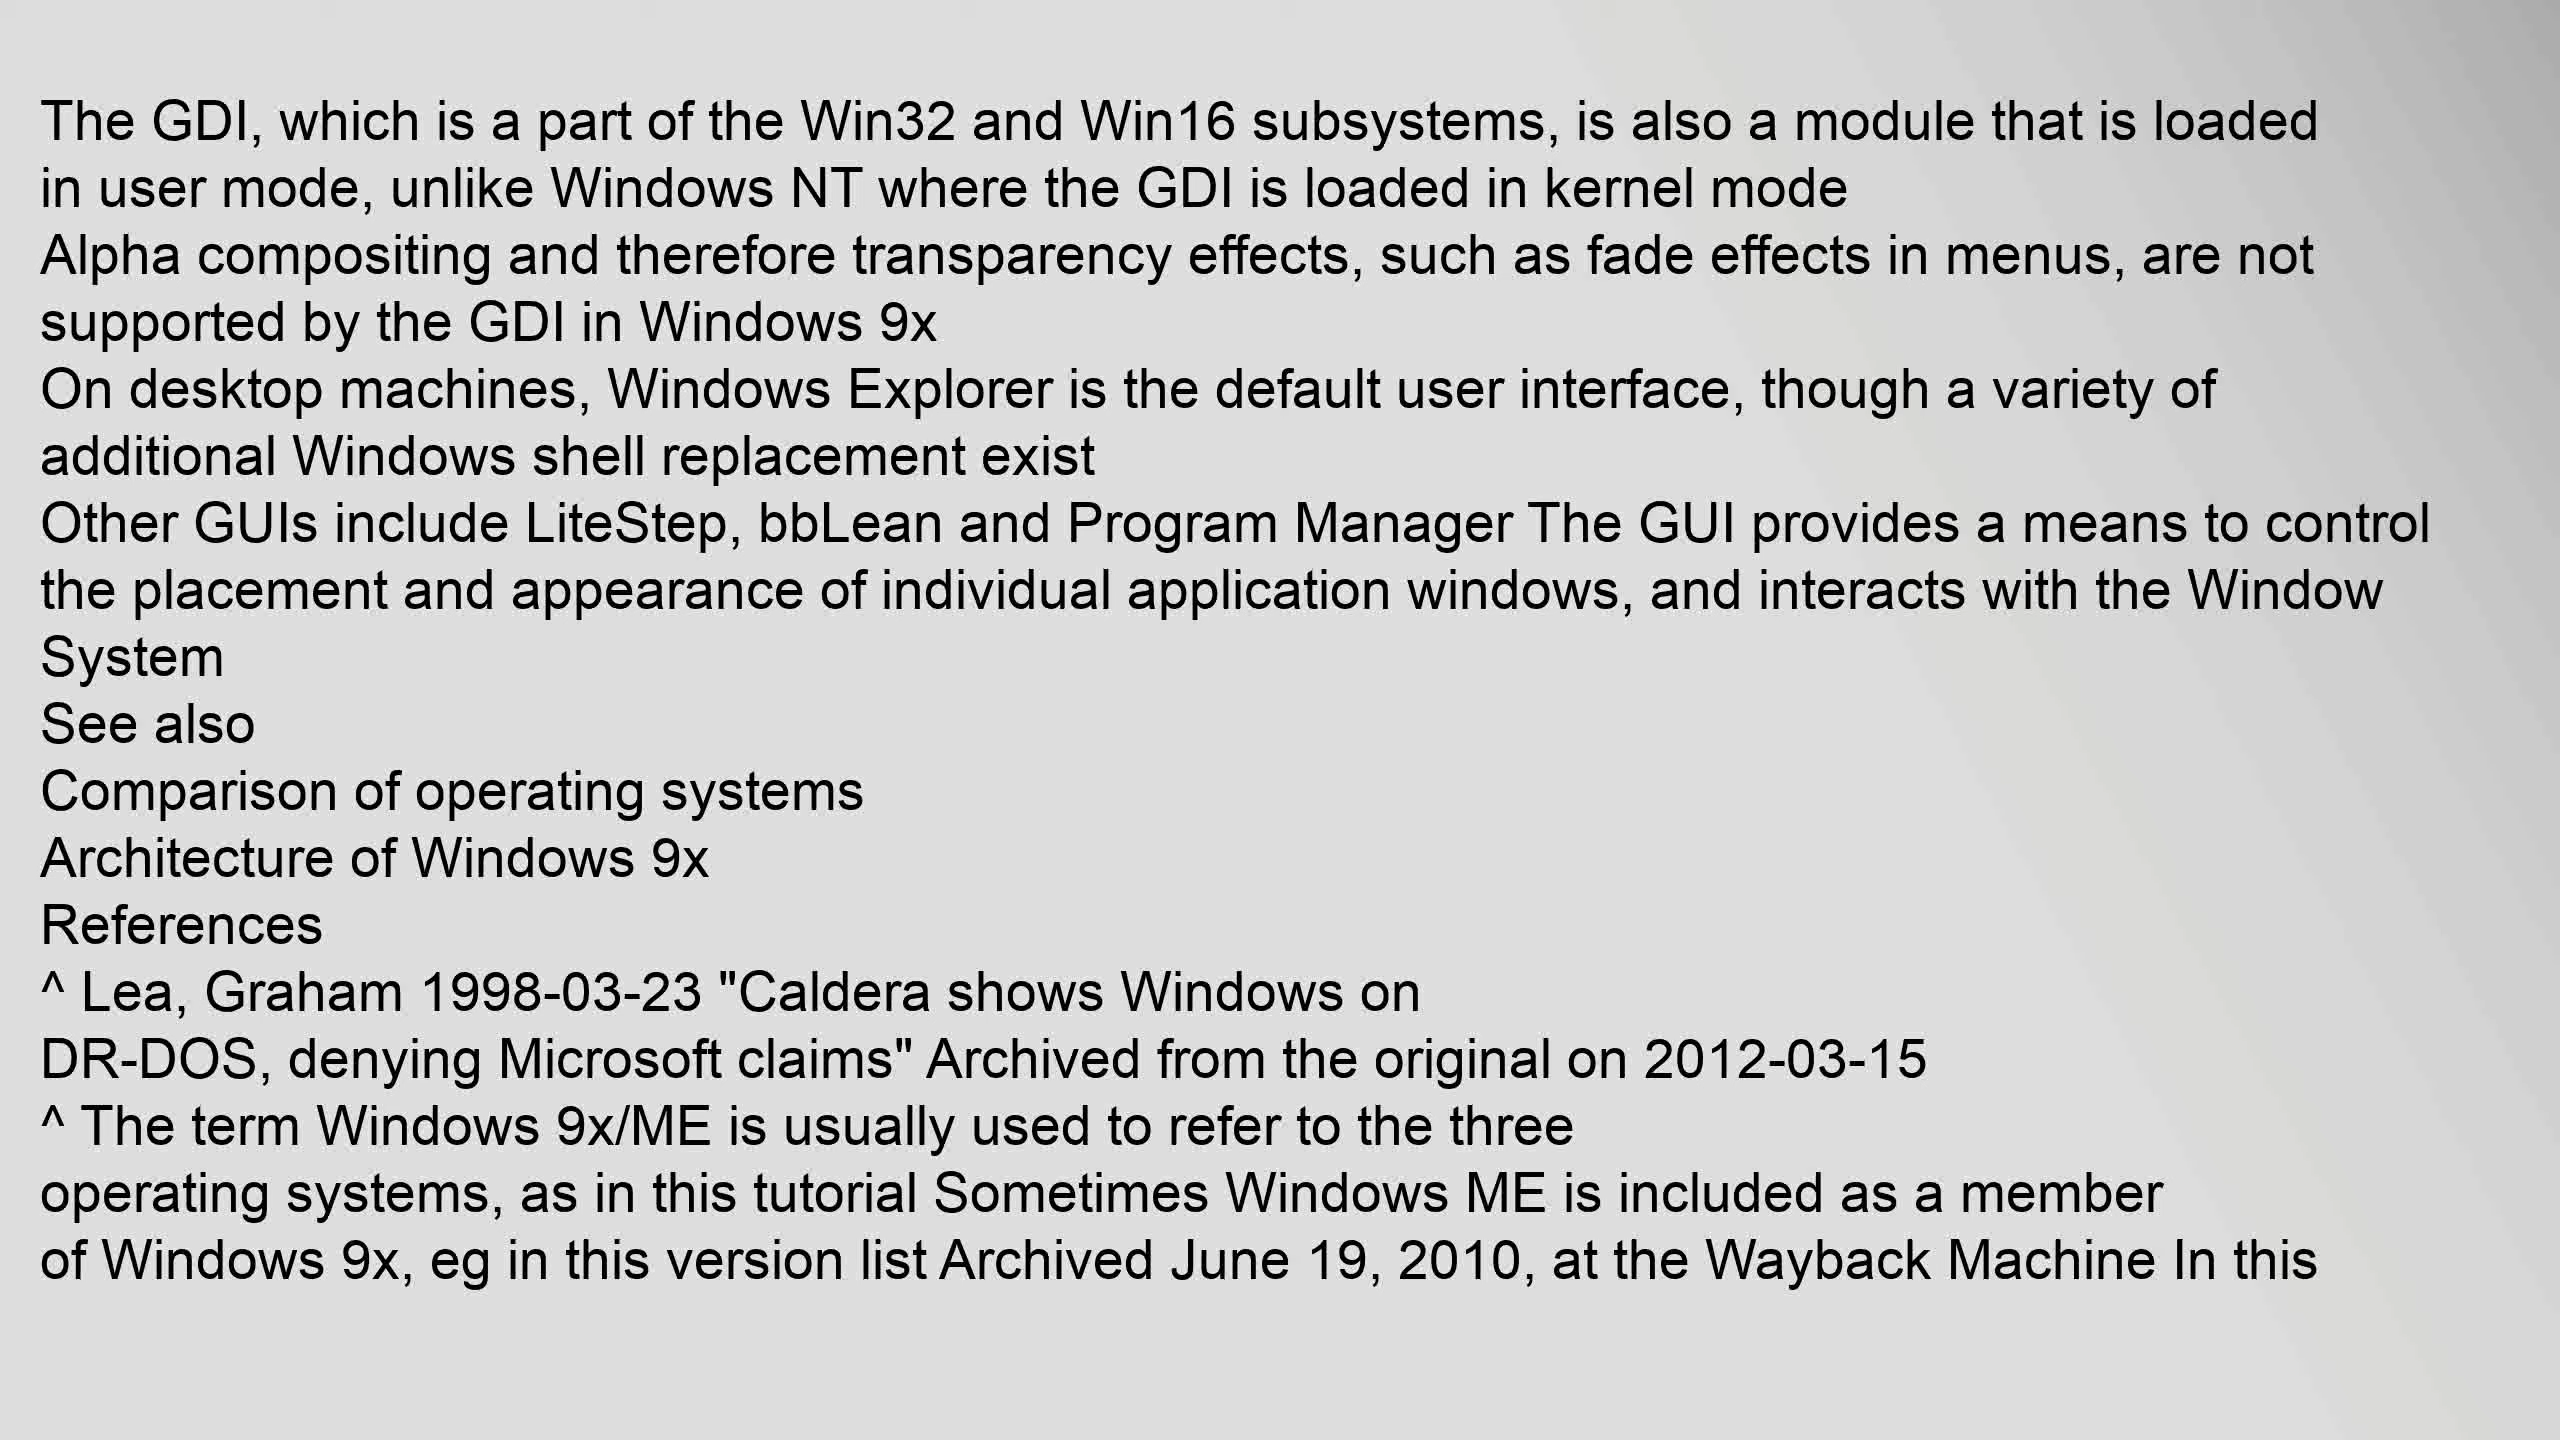 The GDI, which is a part of the Win32 and Win16 subsystems, is also a module that is loaded
in user mode, unlike Windows NT where the GDI is loaded in kernel mode
Alpha compositing and therefore transparency effects, such as fade effects in menus, are not
supported by the GDI in Windows 9x
On desktop machines, Windows Explorer is the default user interface, though a variety of
additional Windows shell replacement exist
Other GUIs include LiteStep, bbLean and Program Manager The GUI provides a means to control
the placement and appearance of individual application windows, and interacts with the Window
System
See also
Comparison of operating systems
Architecture of Windows 9x
References
^ Lea, Graham 1998-03-23 "Caldera shows Windows on
DR-DOS, denying Microsoft claims" Archived from the original on 2012-03-15
^ The term Windows 9x/ME is usually used to refer to the three
operating systems, as in this tutorial Sometimes Windows ME is included as a member
of Windows 9x, eg in this version list Archived June 19, 2010, at the Wayback Machine In this